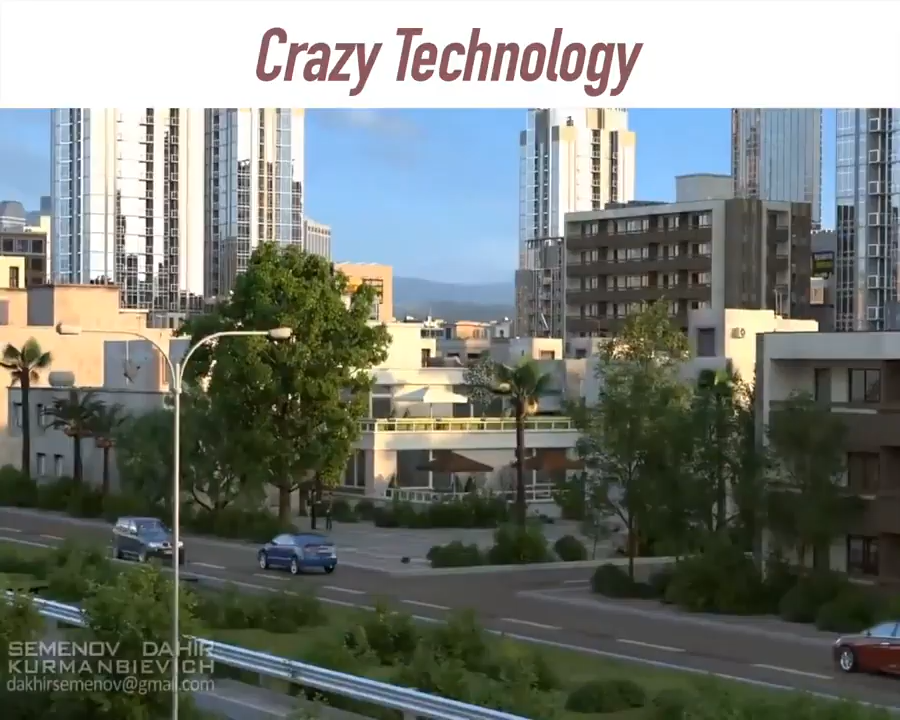 Crazy Technology
SEMENOV DAHIR
KURMANBIEVICH
dakhirsemenov@gmail.com